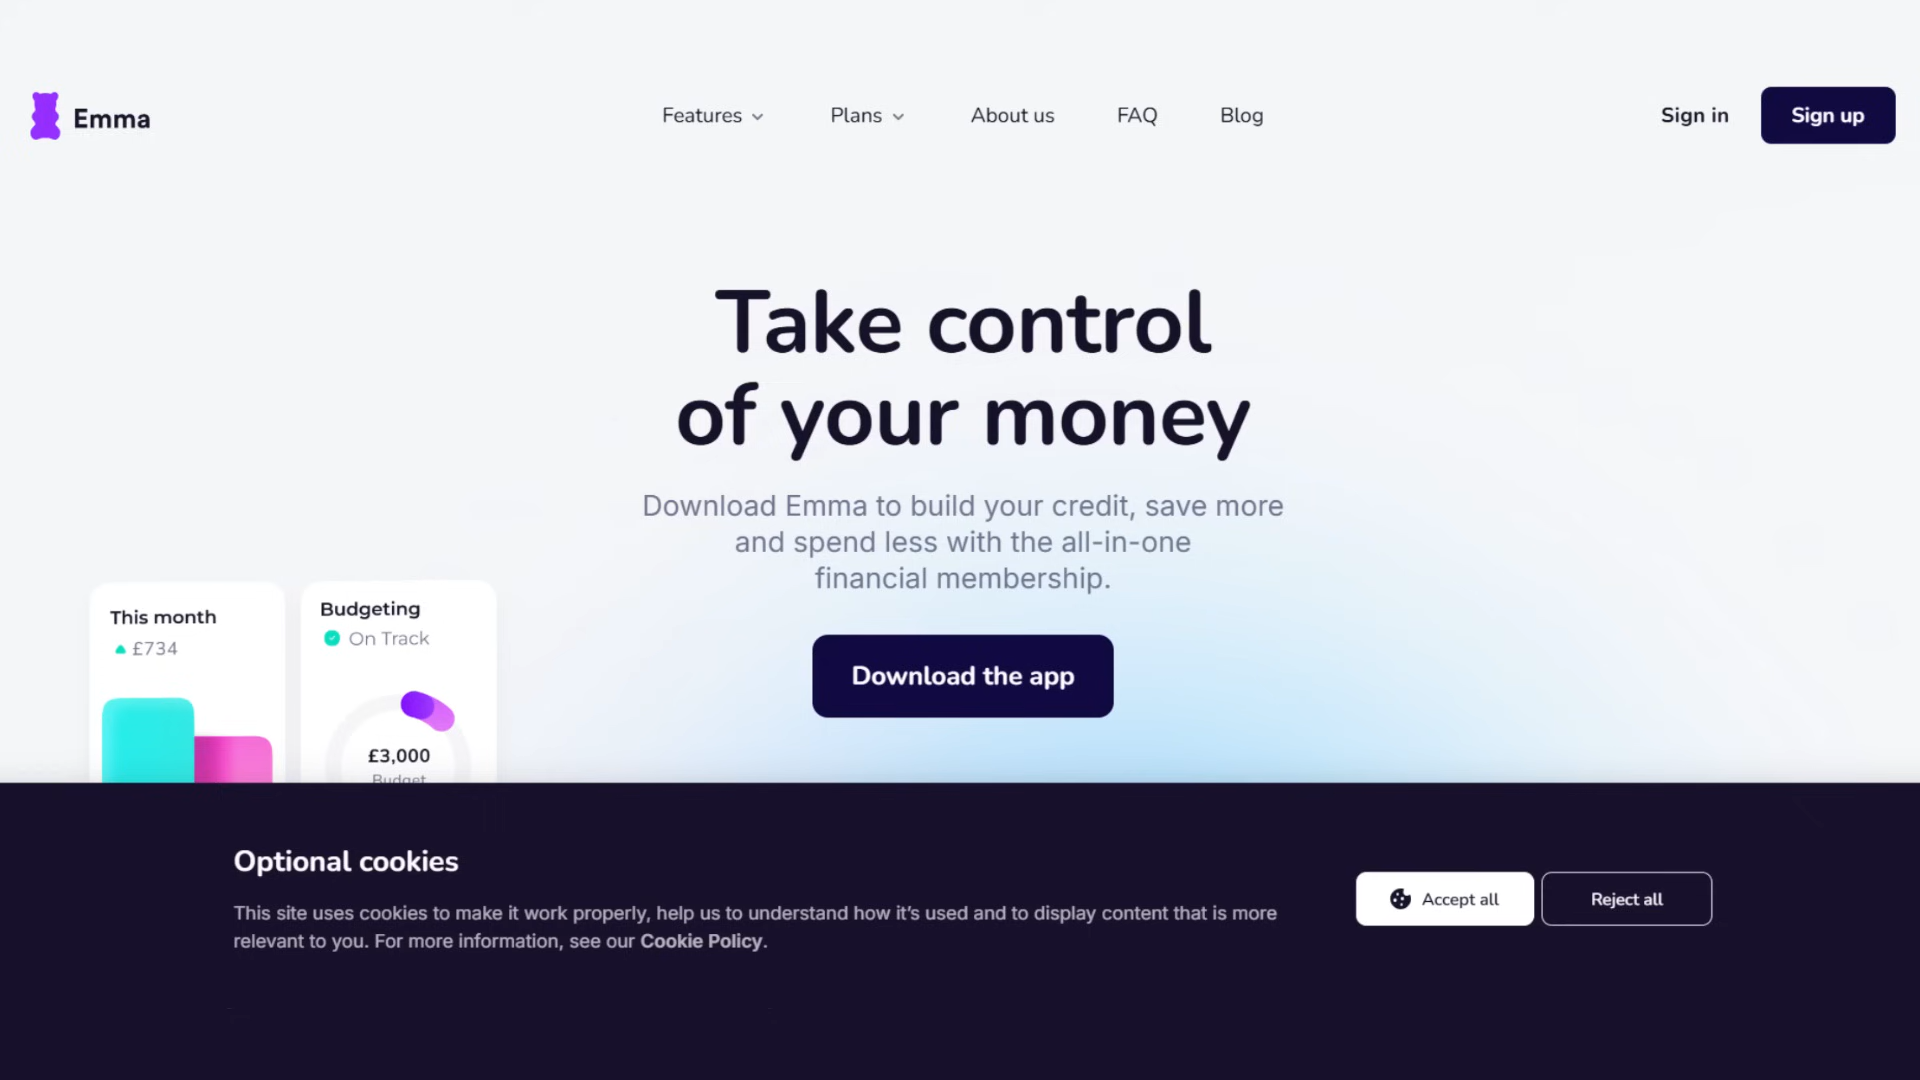 Emma
Features
Plans
About us
FAQ
Blog
Sign in
Sign up
Take control
of your money
Download Emma to build your credit, save more
and spend less with the all-in-one
financial membership.
Download the app
This month
£734
Budgeting
On Track
£3,000
Budget
Optional cookies
This site uses cookies to make it work properly, help us to understand how it’s used and to display content that is more
relevant to you. For more information, see our Cookie Policy.
Accept all
Reject all